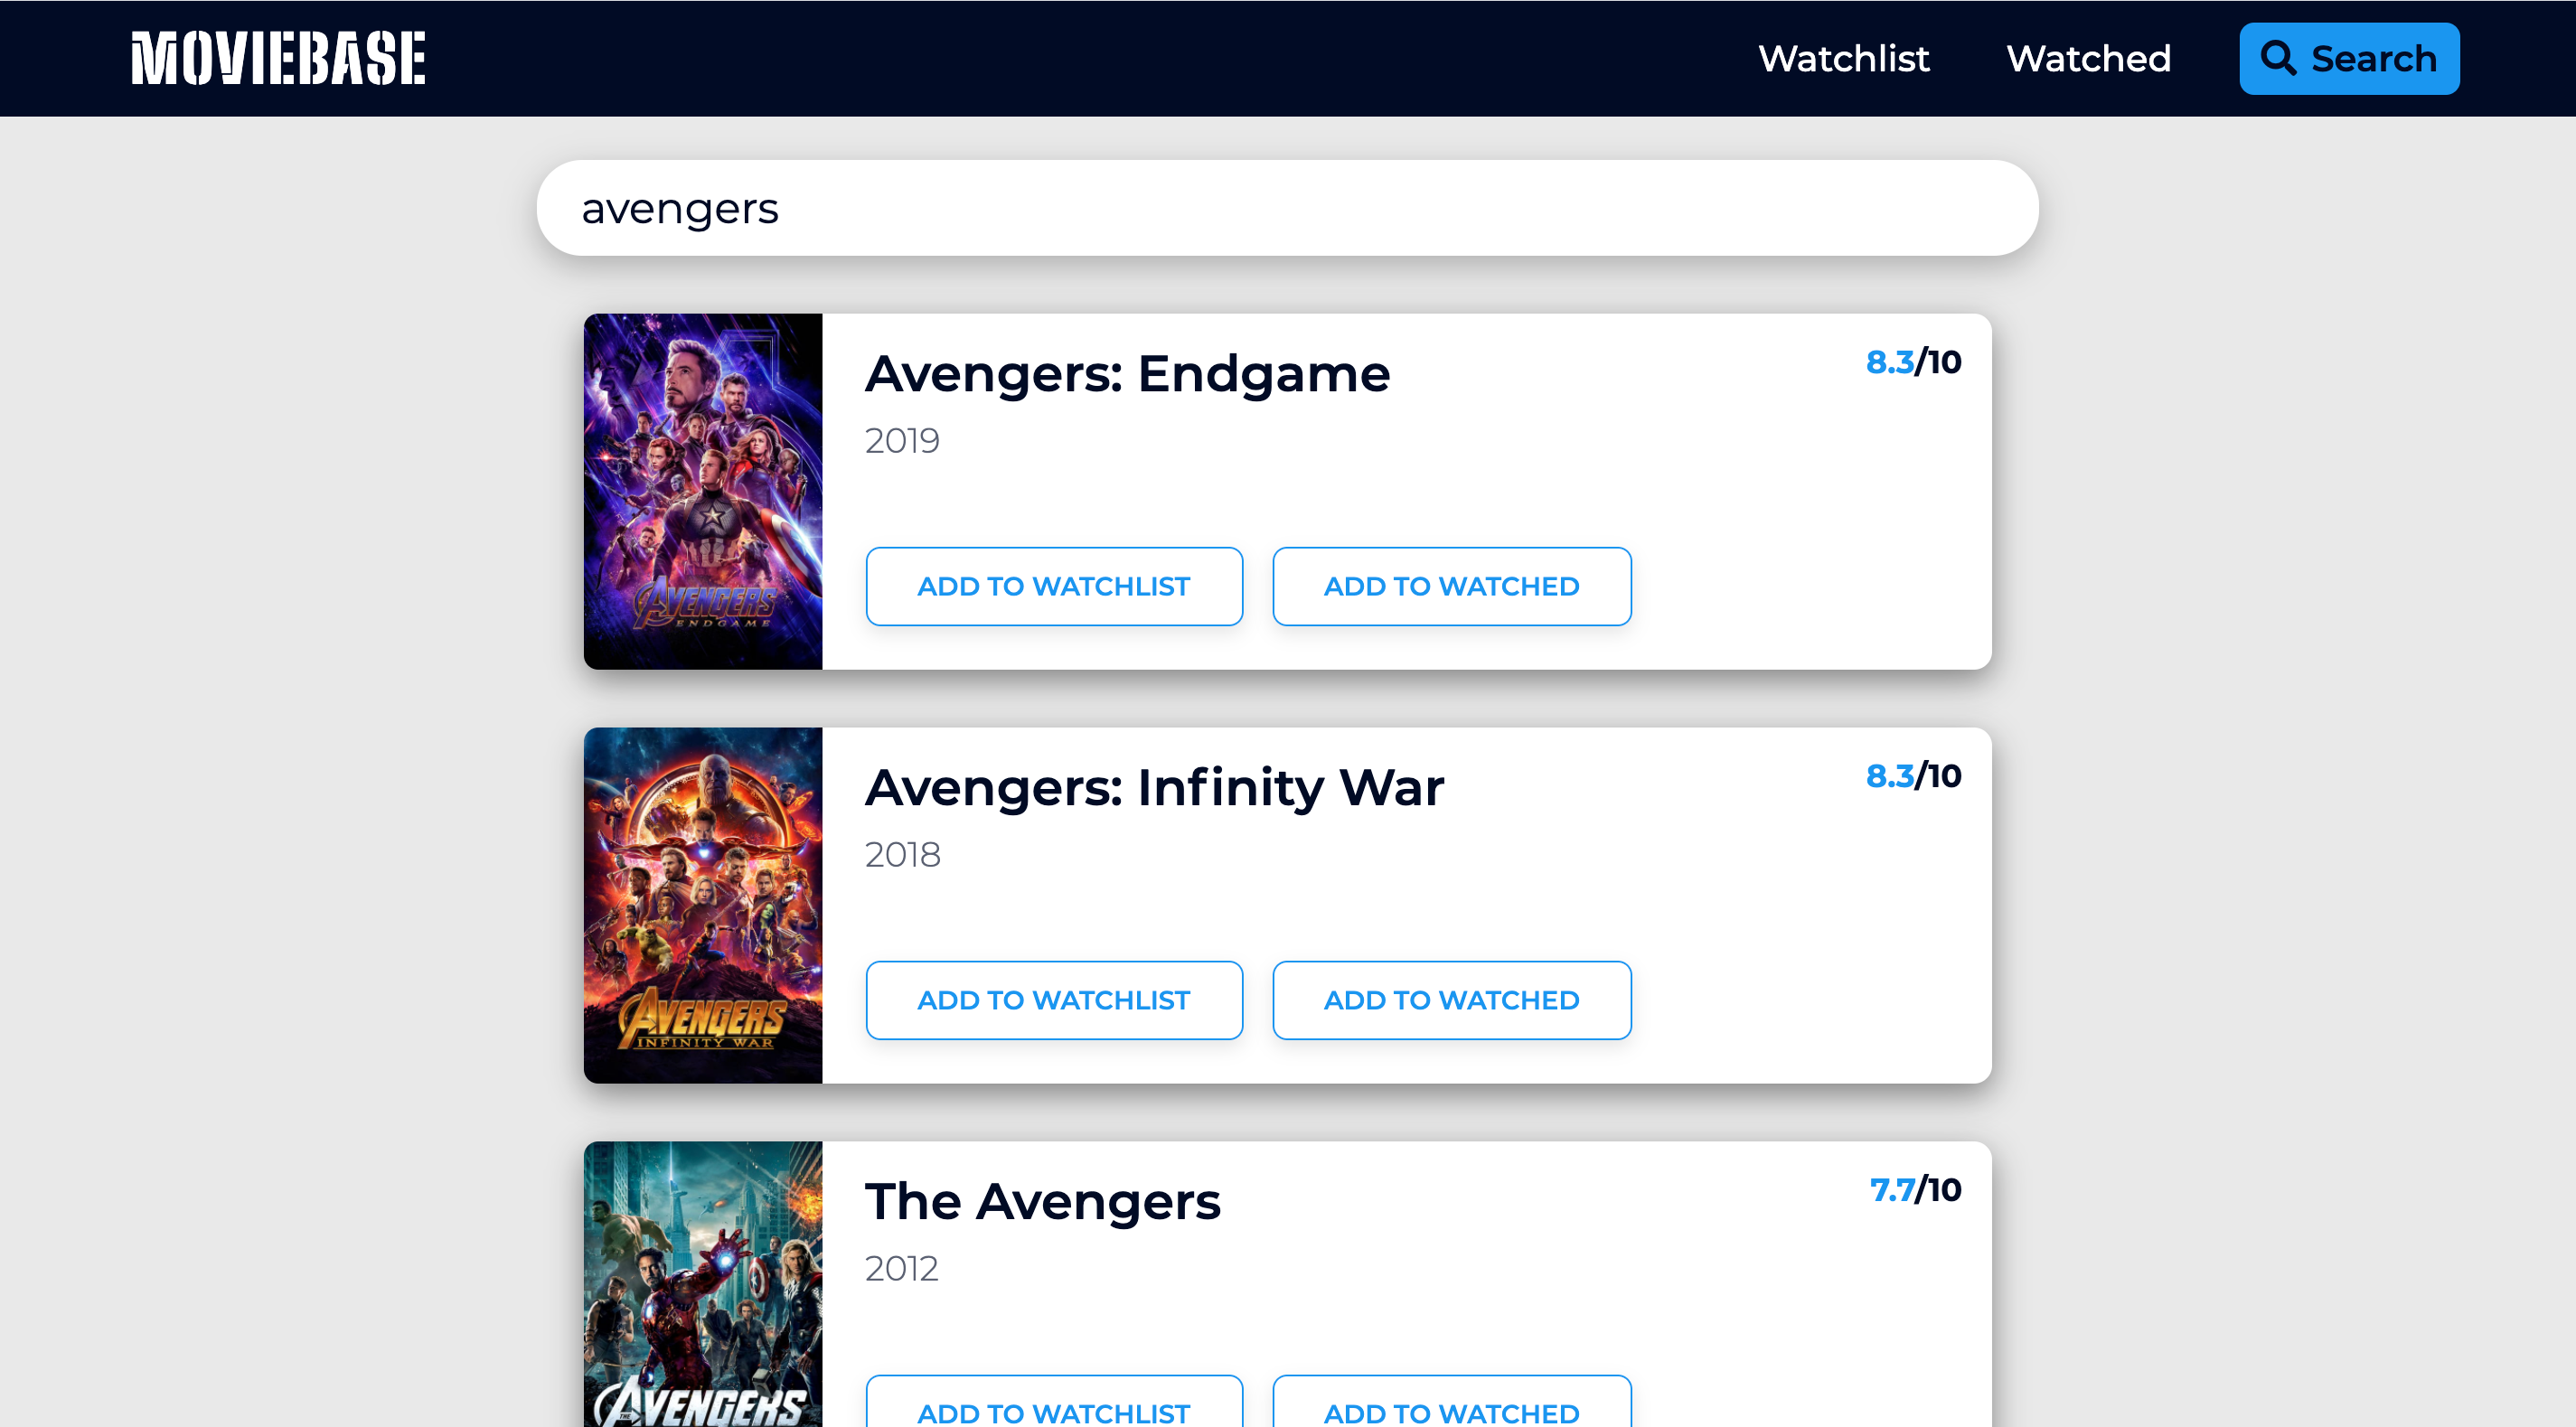 MOVIEBASE
Watchlist
Watched
Search
avengers
Avengers: Endgame
8.3/10
2019
ADD TO WATCHLIST
ADD TO WATCHED
AVENGERS
ENDGAME
Avengers: Infinity War
8.3/10
2018
ADD TO WATCHLIST
ADD TO WATCHED
AVENGERS
INFINITY WAR
The Avengers
7.7/10
2012
ADD TO WATCHLIST
ADD TO WATCHED
THE AVENGERS